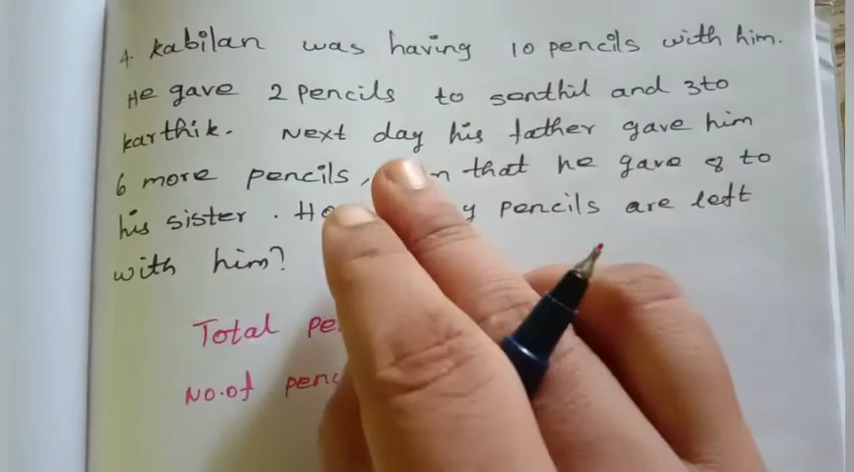 4. Kabilan was having 10 pencils with him.
He gave 2 pencils to senthil and 3 to
karthik. Next day his father gave him
6 more pencils, that he gave 8 to
his sister. pencils are left
with him?
Total
No. of